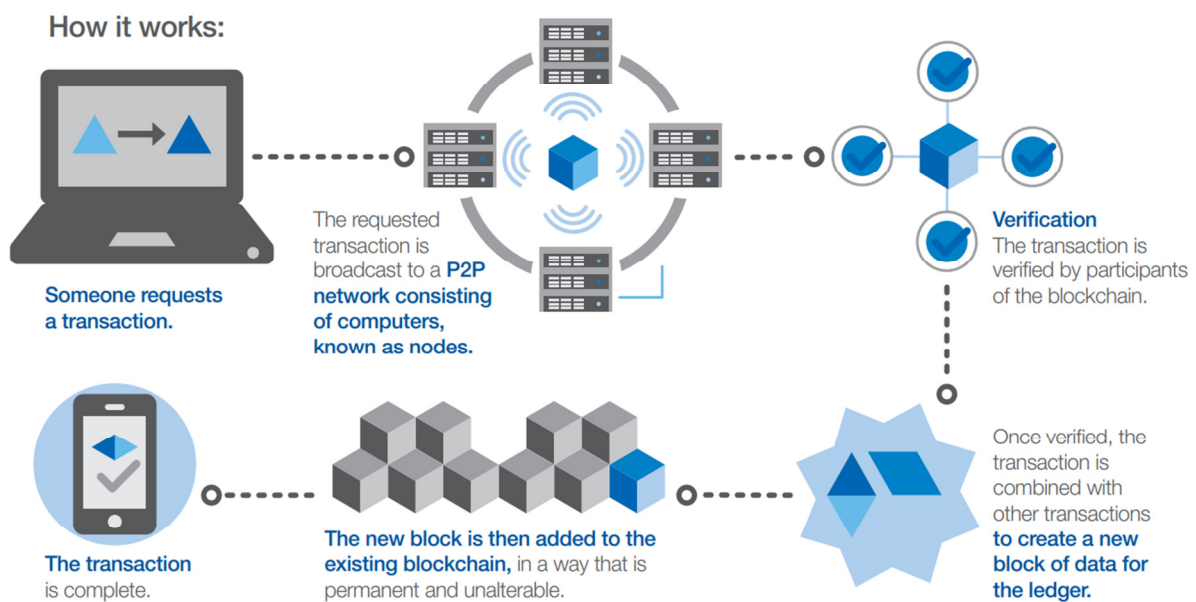 How it works:
Someone requests
a transaction.
The requested
transaction is
broadcast to a P2P
network consisting
of computers,
known as nodes.
Verification
The transaction is
verified by participants
of the blockchain.
Once verified, the
transaction is
combined with
other transactions
to create a new
block of data for
the ledger.
The new block is then added to the
existing blockchain, in a way that is
permanent and unalterable.
The transaction
is complete.